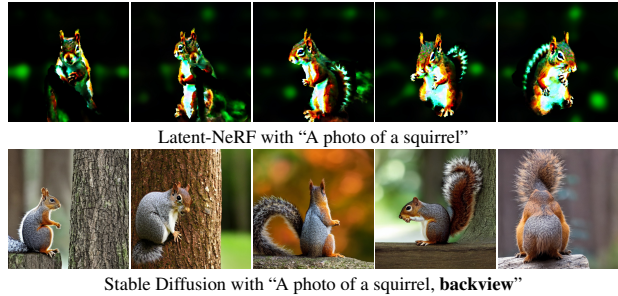 Latent-NeRF with “A photo of a squirrel”
Stable Diffusion with “A photo of a squirrel, backview”